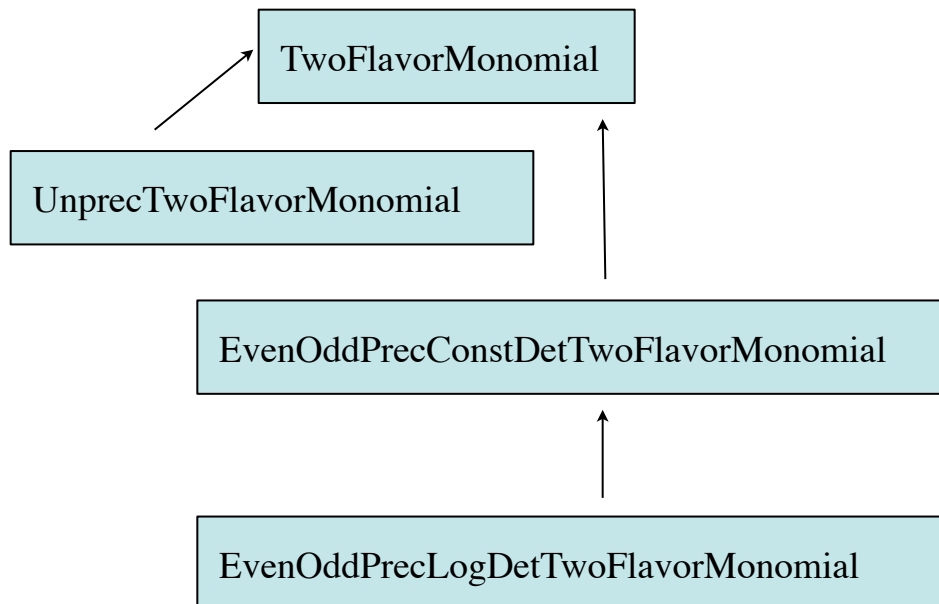 TwoFlavorMonomial
UnprecTwoFlavorMonomial
EvenOddPrecConstDetTwoFlavorMonomial
EvenOddPrecLogDetTwoFlavorMonomial